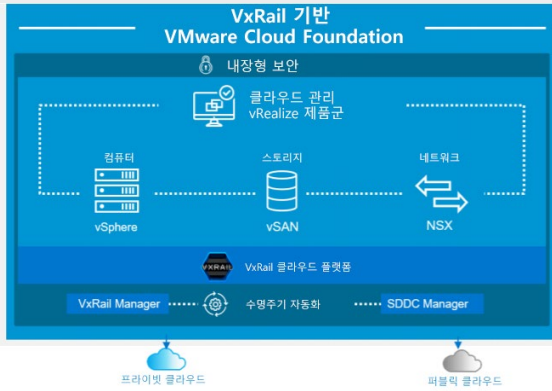 VxRail 기반
VMware Cloud Foundation
내장형 보안
클라우드 관리
vRealize 제품군
컴퓨터
스토리지
네트워크
vSphere
vSAN
NSX
VXRAIL
VxRail 클라우드 플랫폼
VxRail Manager
수명주기 자동화
SDDC Manager
프라이빗 클라우드
퍼블릭 클라우드